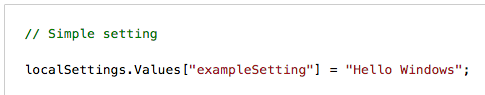 // Simple setting
localSettings.Values["exampleSetting"] = "Hello Windows";